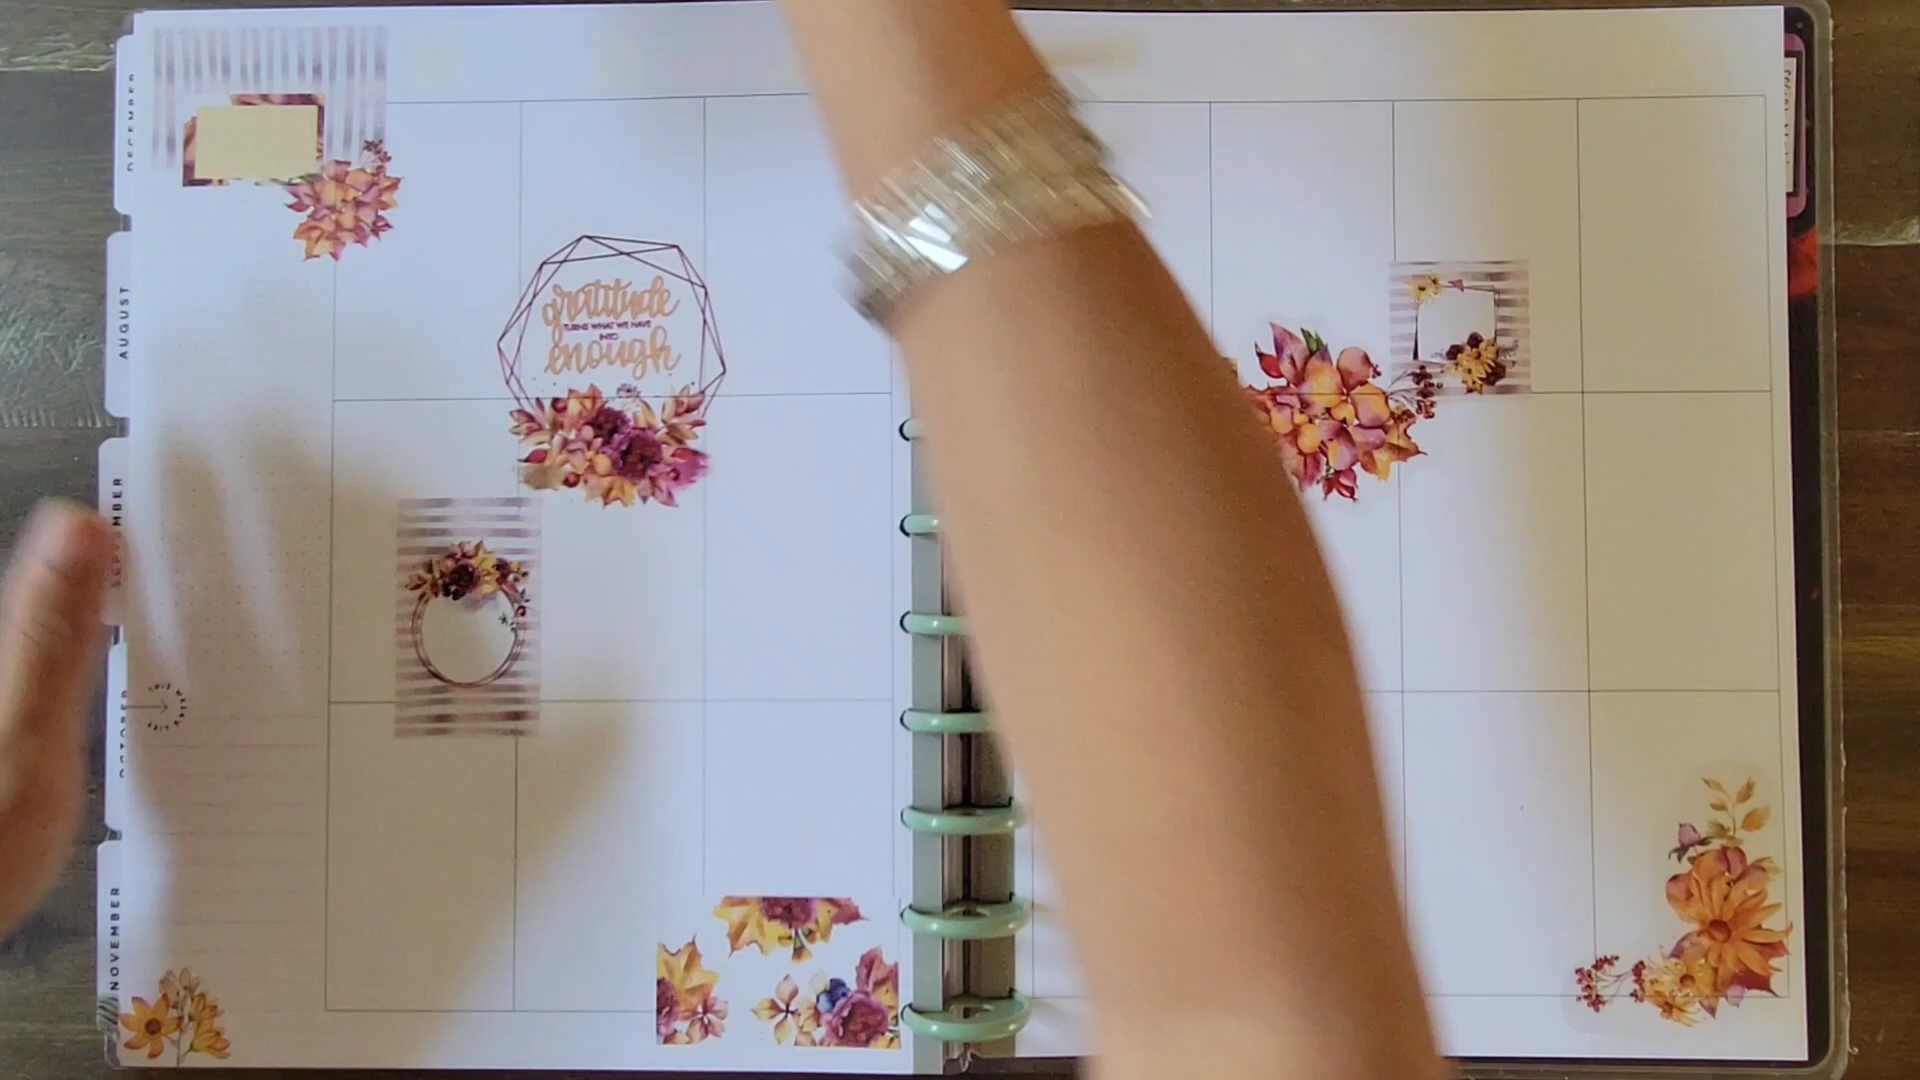 DECEMBER
AUGUST
SEPTEMBER
OCTOBER
NOVEMBER
gratitude
TURNS WHAT WE HAVE
INTO
enough